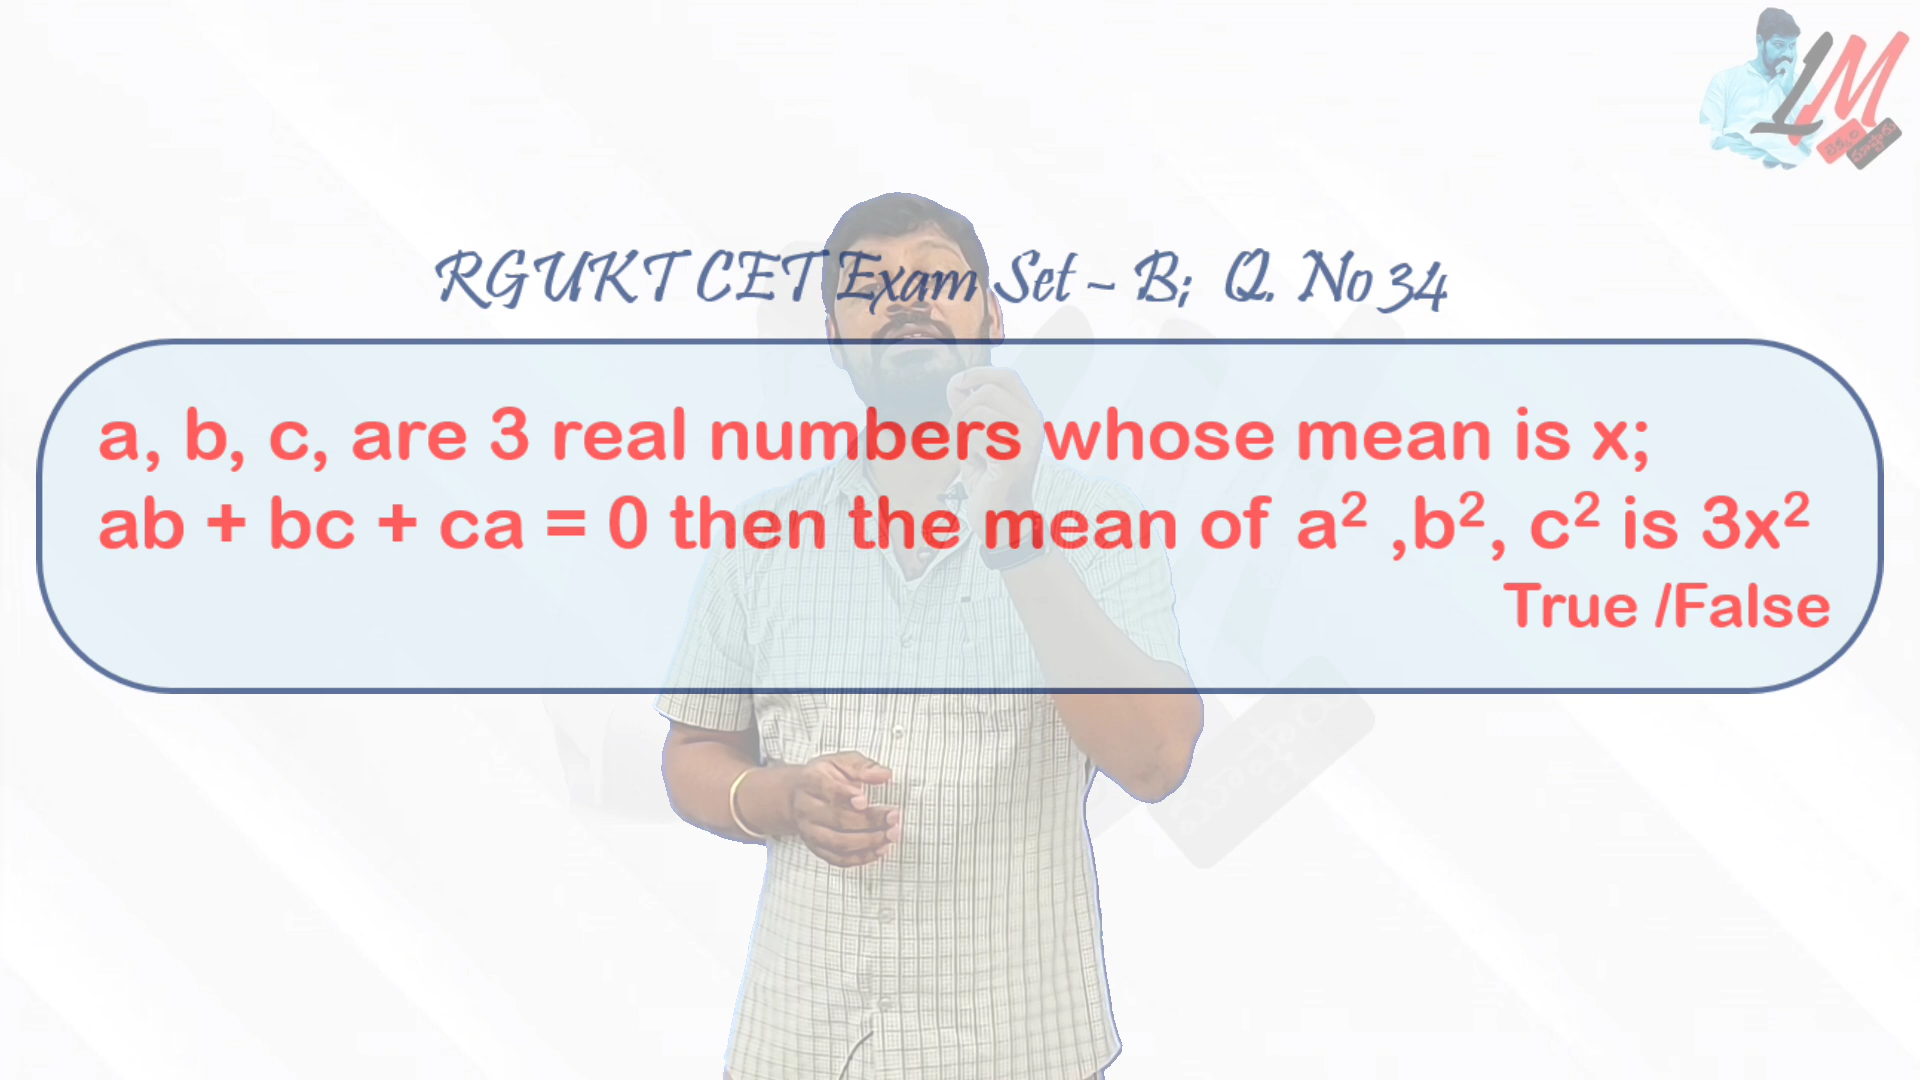 LM
RGUKT CET Exam Set - B; Q. No 34
a, b, c, are 3 real numbers whose mean is x;
ab + bc + ca = 0 then the mean of a² ,b², c² is 3x²
True /False